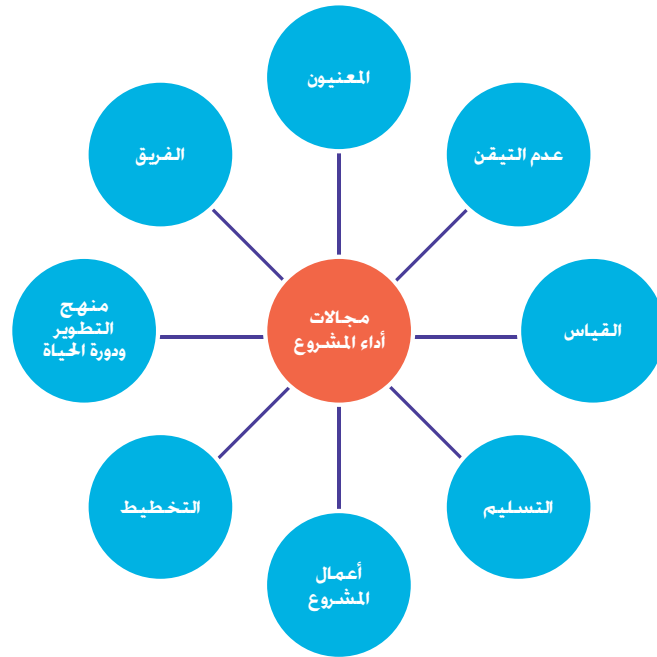 المعنيون
عدم التيقن
الفريق
مجالات
أداء المشروع
القياس
منهج
التطوير
ودورة الحياة
التسليم
التخطيط
أعمال
المشروع